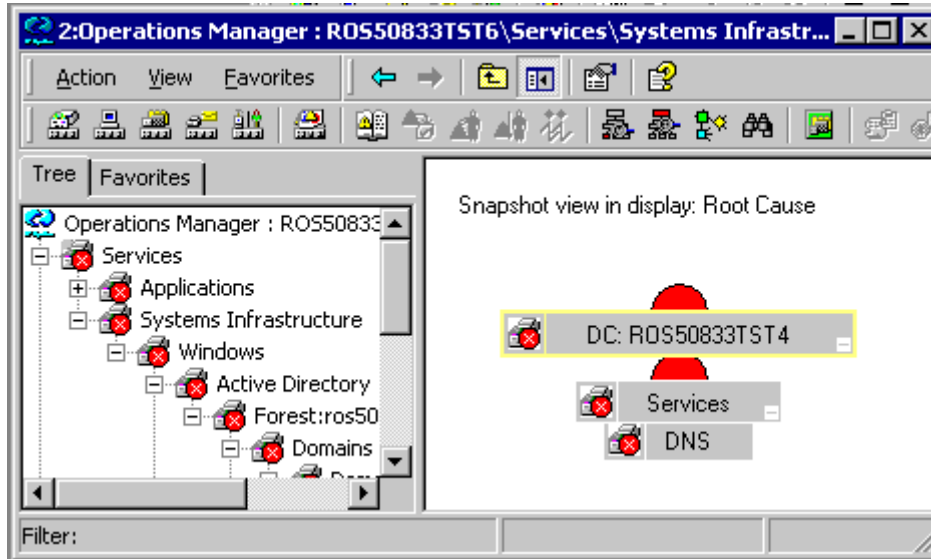 2:Operations Manager : ROS50833TST6\Services\Systems Infrastr...
Action View Favorites
Tree Favorites
Operations Manager : ROS50833
Services
Applications
Systems Infrastructure
Windows
Active Directory
Forest:ros50
Domains
Snapshot view in display: Root Cause
DC: ROS50833TST4
Services
DNS
Filter: